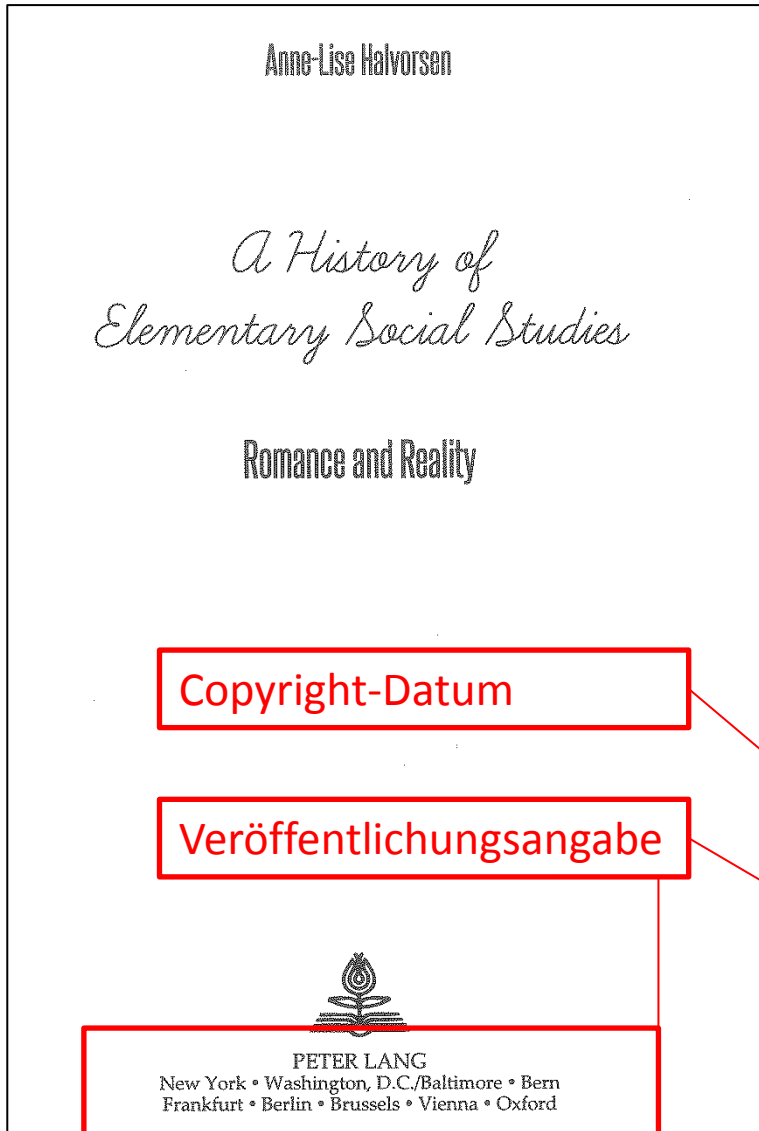 Anne-Lise Halvorsen
A History of
Elementary Social Studies
Romance and Reality
Copyright-Datum
Veröffentlichungsangabe
PETER LANG
New York • Washington, D.C./Baltimore • Bern
Frankfurt • Berlin • Brussels • Vienna • Oxford